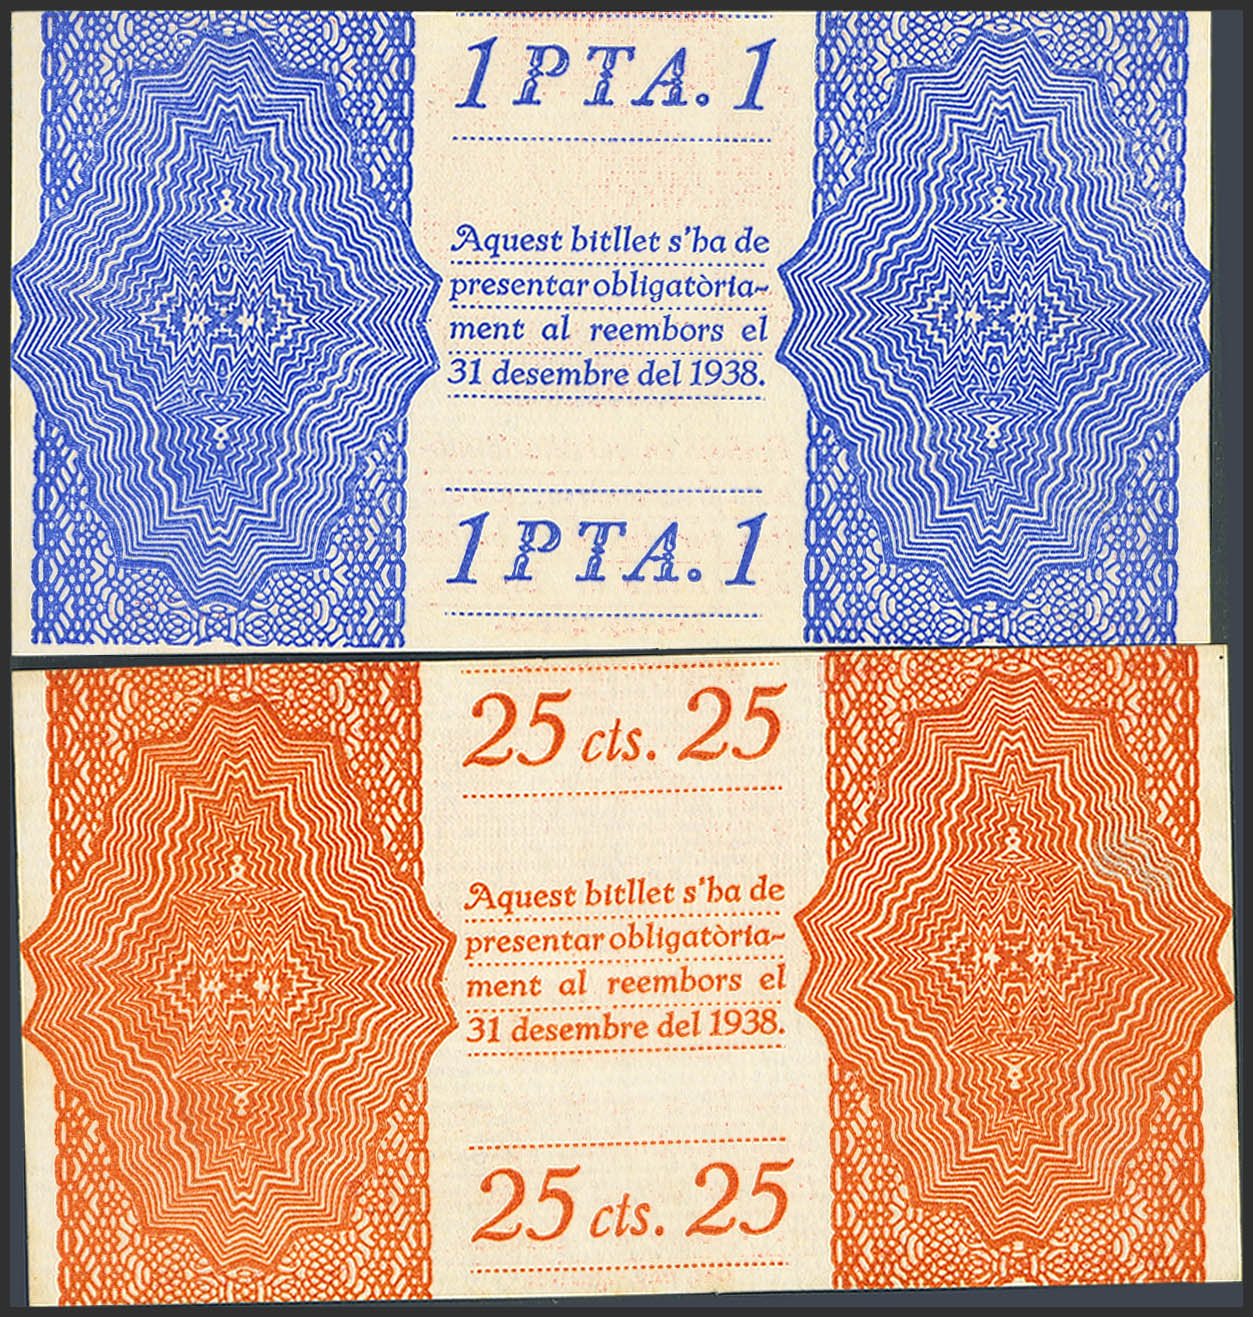 1 PTA. 1
Aquest bitllet s'ha de
presentar obligatòria-
ment al reembors el
31 desembre del 1938.
1 PTA. 1
25 cts. 25
Aquest bitllet s'ha de
presentar obligatòria-
ment al reembors el
31 desembre del 1938.
25 cts. 25